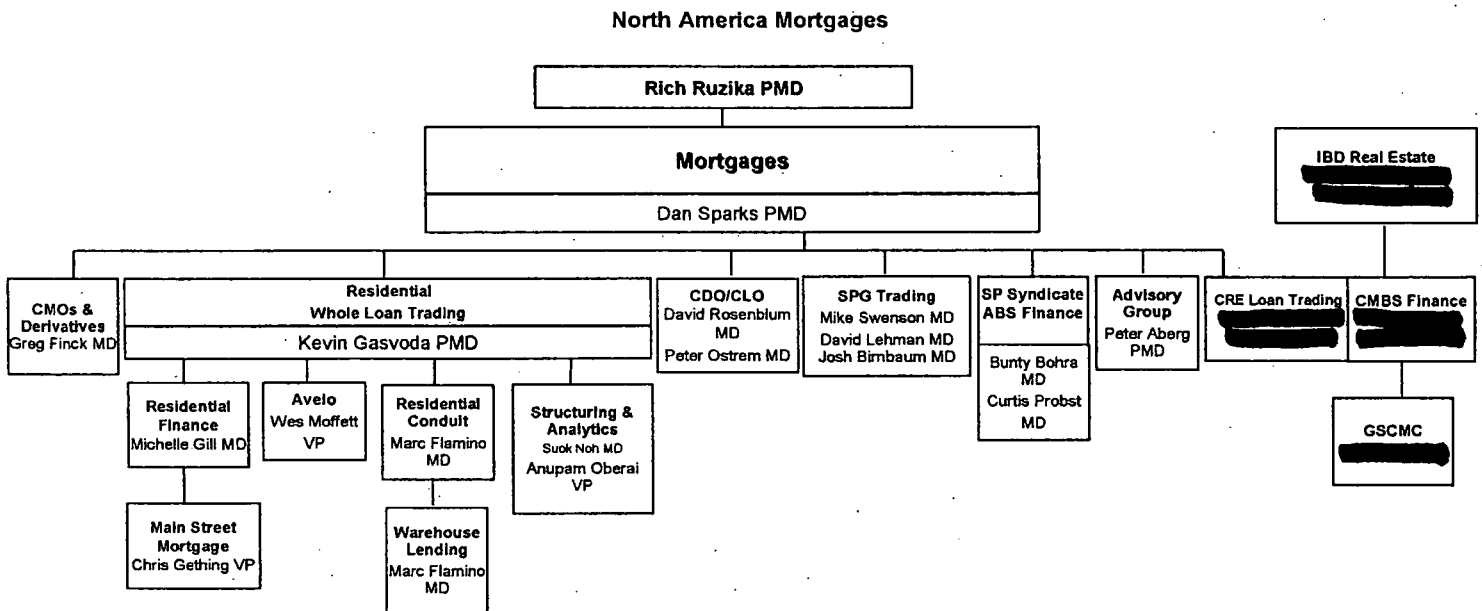 North America Mortgages
Rich Ruzika PMD
Mortgages
Dan Sparks PMD
IBD Real Estate
CMOs &
Derivatives
Greg Finck MD
Residential
Whole Loan Trading
Kevin Gasvoda PMD
CDO/CLO
David Rosenblum
MD
Peter Ostrem MD
SPG Trading
Mike Swenson MD
David Lehman MD
Josh Birnbaum MD
SP Syndicate
ABS Finance
Bunty Bohra
MD
Curtis Probst
MD
Advisory
Group
Peter Aberg
PMD
CRE Loan Trading
CMBS Finance
GSCMC
Residential
Finance
Michelle Gill MD
Avelo
Wes Moffett
VP
Residential
Conduit
Marc Flamino
MD
Structuring &
Analytics
Suok Noh MD
Anupam Oberai
VP
Main Street
Mortgage
Chris Gething VP
Warehouse
Lending
Marc Flamino
MD